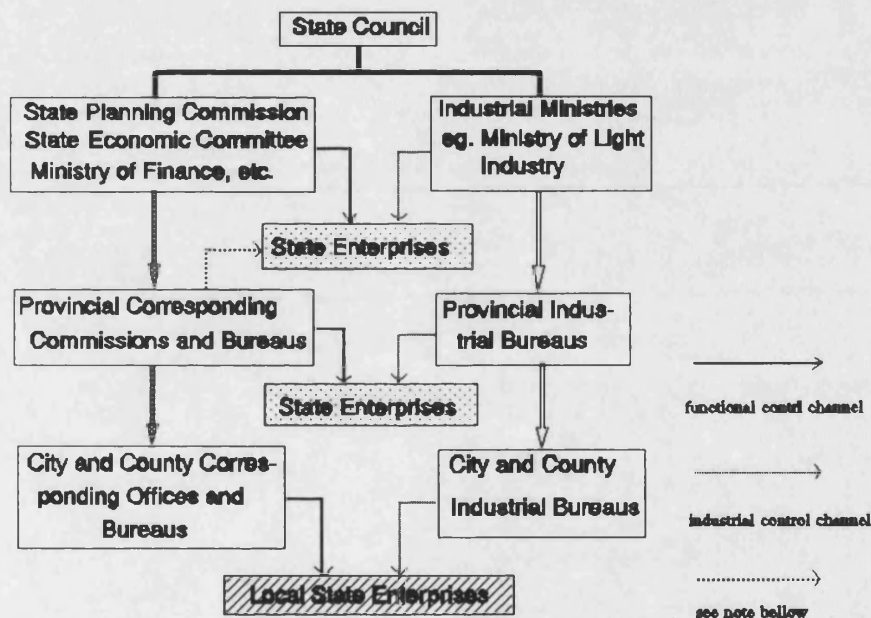 State Council
State Planning Commission
State Economic Committee
Ministry of Finance, etc.
Industrial Ministries
eg. Ministry of Light
Industry
State Enterprises
Provincial Corresponding
Commissions and Bureaus
Provincial Indus-
trial Bureaus
State Enterprises
City and County Corres-
ponding Offices and
Bureaus
City and County
Industrial Bureaus
Local State Enterprises
functional contrl channel
industrial control channel
see note bellow